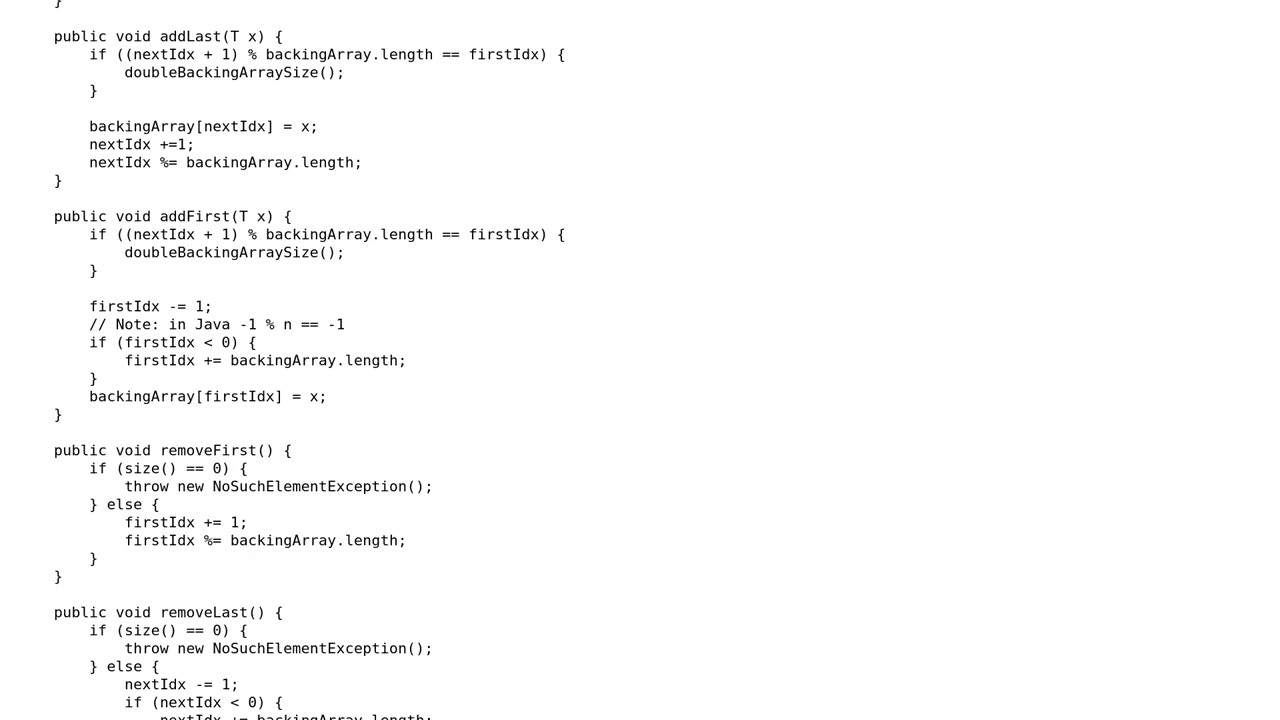 }

    public void addLast(T x) {
        if ((nextIdx + 1) % backingArray.length == firstIdx) {
            doubleBackingArraySize();
        }

        backingArray[nextIdx] = x;
        nextIdx +=1;
        nextIdx %= backingArray.length;
    }

    public void addFirst(T x) {
        if ((nextIdx + 1) % backingArray.length == firstIdx) {
            doubleBackingArraySize();
        }

        firstIdx -= 1;
        // Note: in Java -1 % n == -1
        if (firstIdx < 0) {
            firstIdx += backingArray.length;
        }
        backingArray[firstIdx] = x;
    }

    public void removeFirst() {
        if (size() == 0) {
            throw new NoSuchElementException();
        } else {
            firstIdx += 1;
            firstIdx %= backingArray.length;
        }
    }

    public void removeLast() {
        if (size() == 0) {
            throw new NoSuchElementException();
        } else {
            nextIdx -= 1;
            if (nextIdx < 0) {
                nextIdx += backingArray.length;